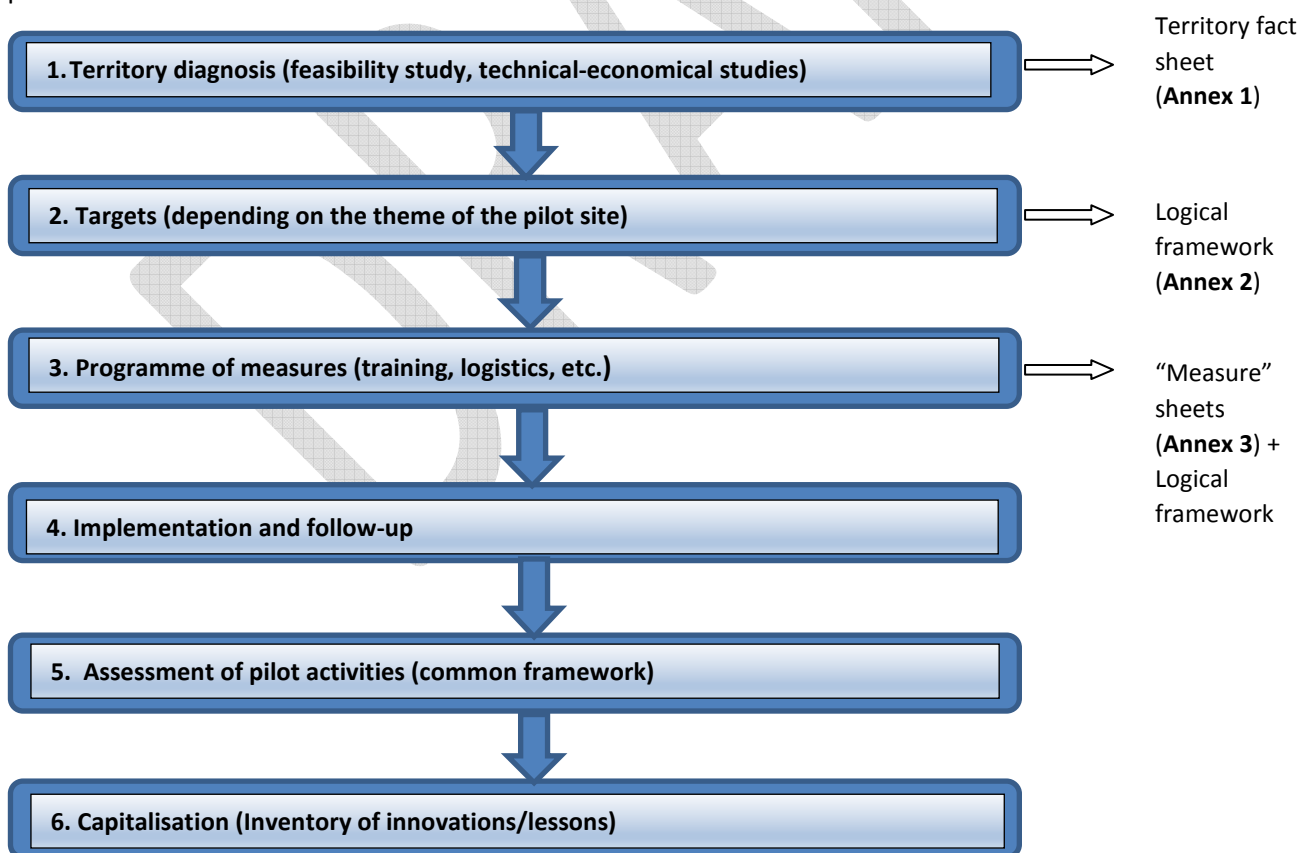 1.Territory diagnosis (feasibility study, technical-economical studies)
Territory fact
sheet
(Annex 1)
2. Targets (depending on the theme of the pilot site)
Logical
framework
(Annex 2)
3. Programme of measures (training, logistics, etc.)
“Measure”
sheets
(Annex 3) +
Logical
framework
4. Implementation and follow-up
5. Assessment of pilot activities (common framework)
6. Capitalisation (Inventory of innovations/lessons)